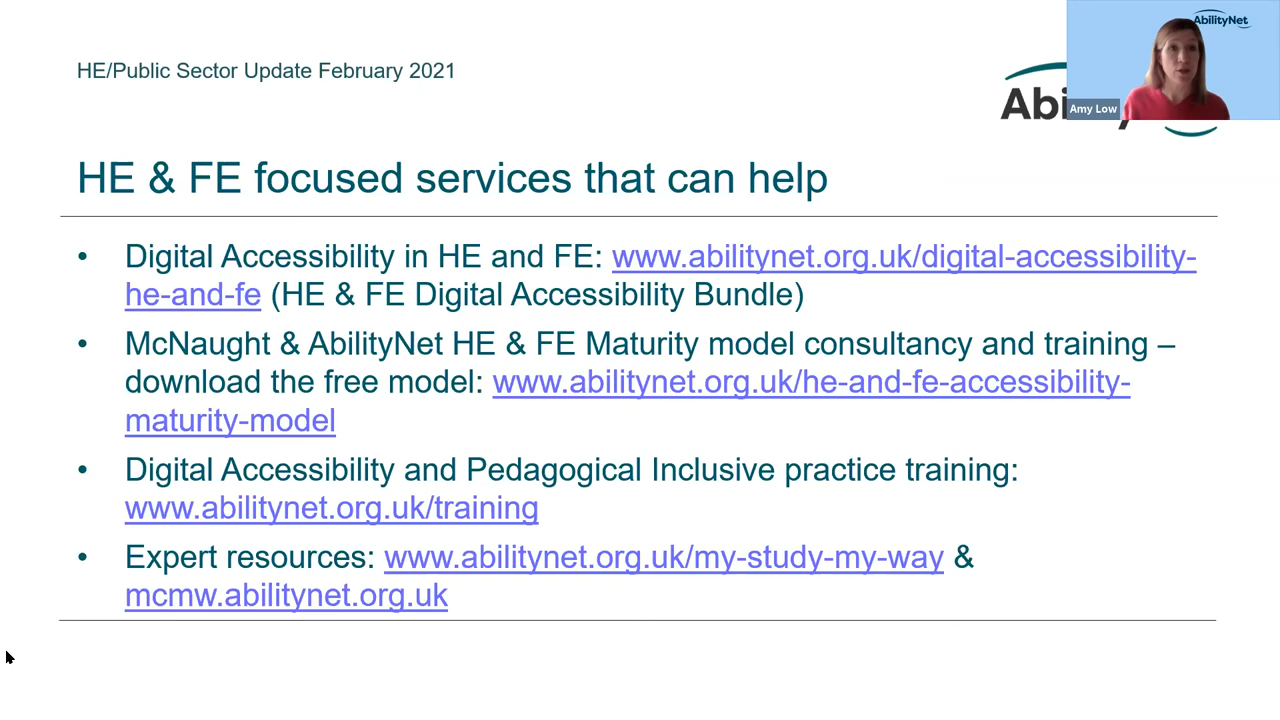 AbilityNet
HE/Public Sector Update February 2021
Amy Low
HE & FE focused services that can help
• Digital Accessibility in HE and FE: www.abilitynet.org.uk/digital-accessibility-
he-and-fe (HE & FE Digital Accessibility Bundle)
• McNaught & AbilityNet HE & FE Maturity model consultancy and training –
download the free model: www.abilitynet.org.uk/he-and-fe-accessibility-
maturity-model
• Digital Accessibility and Pedagogical Inclusive practice training:
www.abilitynet.org.uk/training
• Expert resources: www.abilitynet.org.uk/my-study-my-way &
mcmw.abilitynet.org.uk